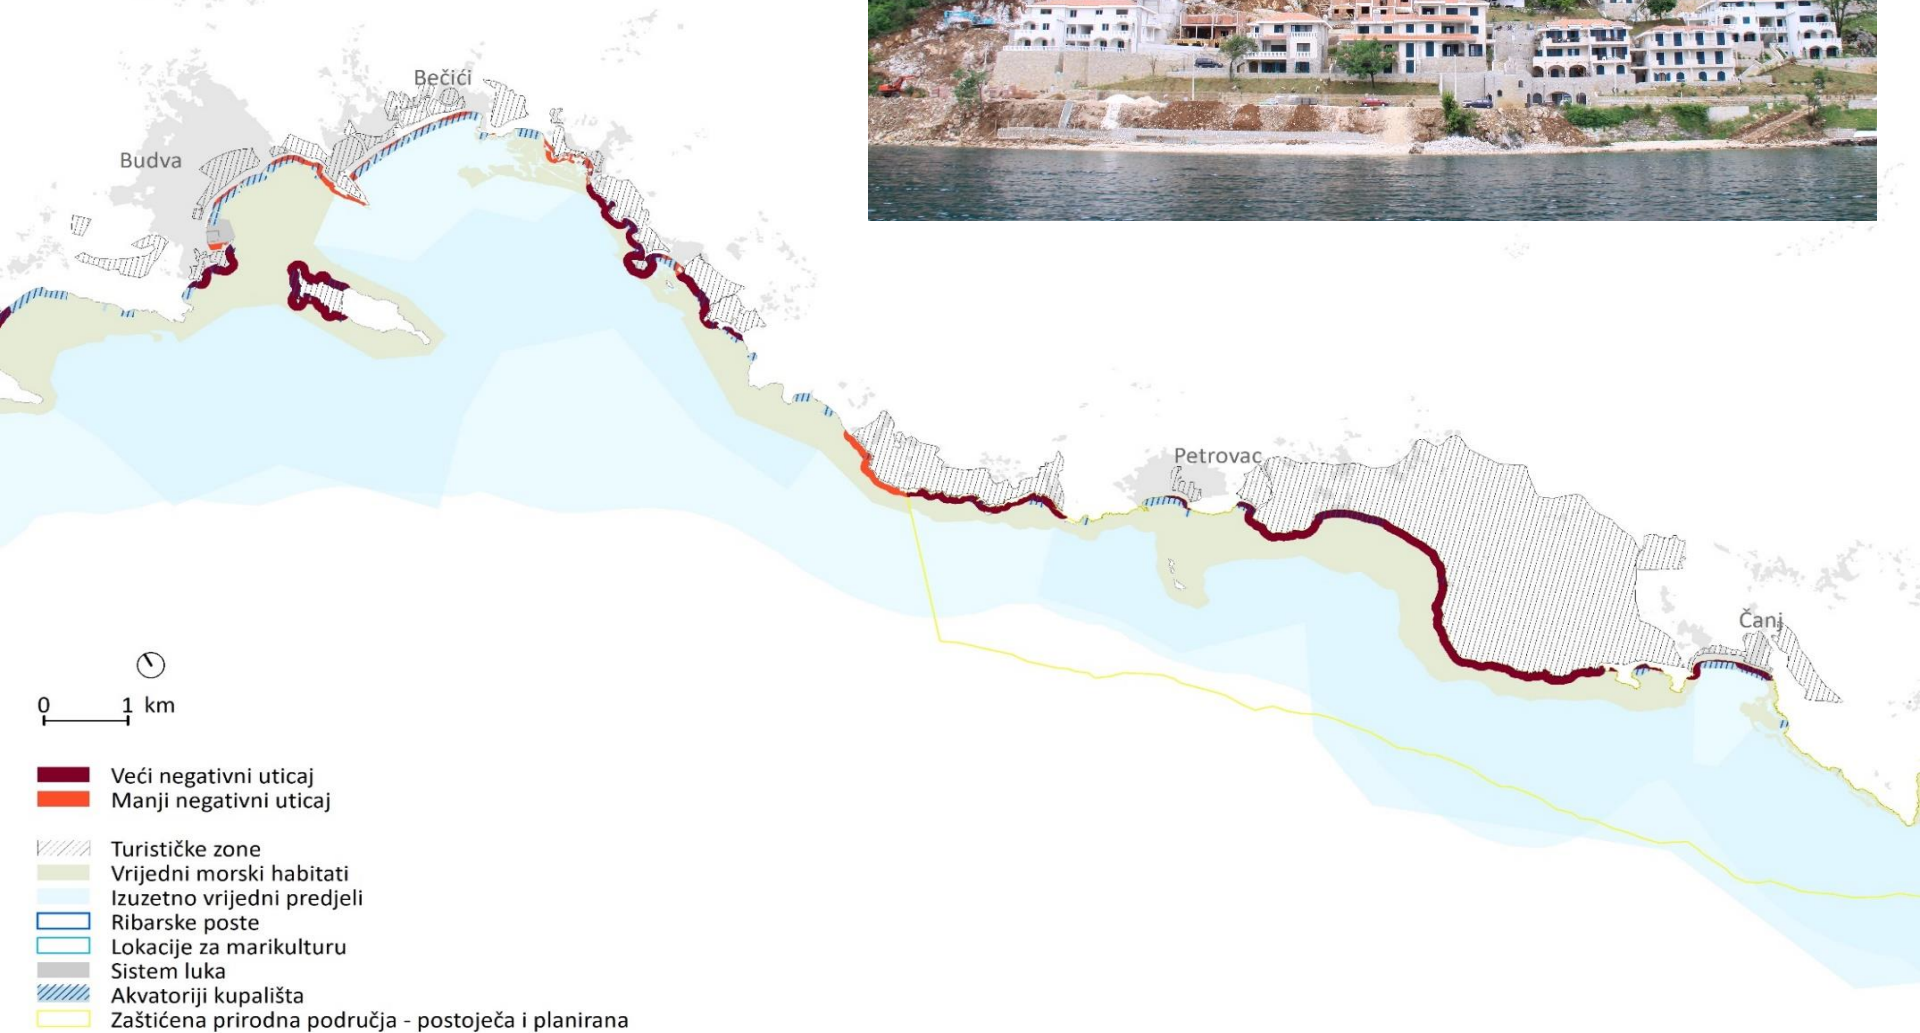 Bečići
Budva
Petrovac
Čanj
0 1 km
Veći negativni uticaj
Manji negativni uticaj
Turističke zone
Vrijedni morski habitati
Izuzetno vrijedni predjeli
Ribarske poste
Lokacije za marikulturu
Sistem luka
Akvatoriji kupališta
Zaštićena prirodna područja - postoječa i planirana